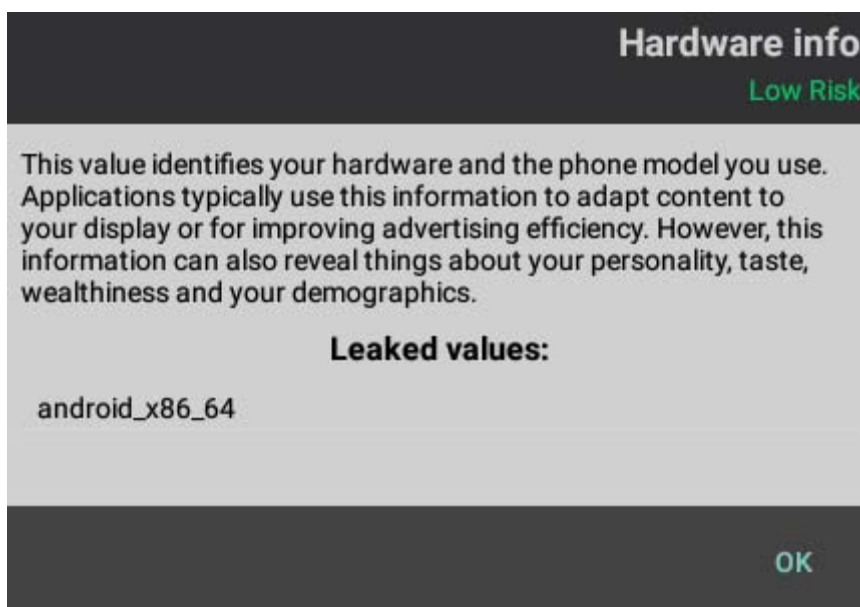 Hardware info
Low Risk
This value identifies your hardware and the phone model you use.
Applications typically use this information to adapt content to
your display or for improving advertising efficiency. However, this
information can also reveal things about your personality, taste,
wealthiness and your demographics.
Leaked values:
android_x86_64
OK